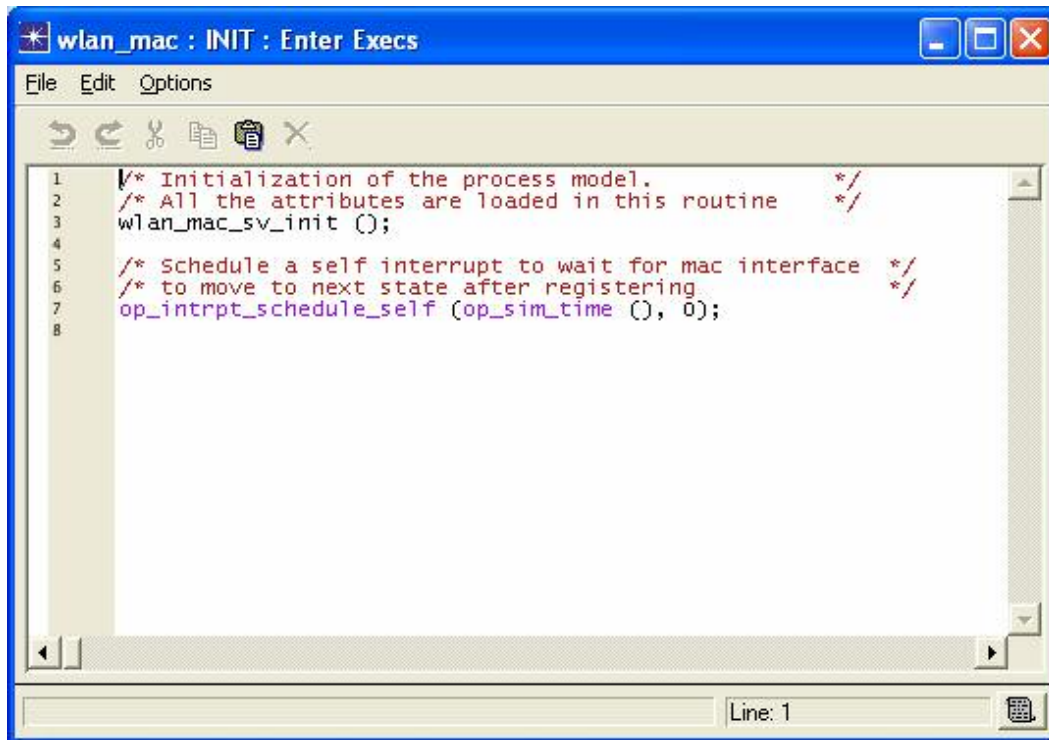 wlan_mac : INIT : Enter Execs
File Edit Options
1 /* Initialization of the process model. */
2 /* All the attributes are loaded in this routine */
3 wlan_mac_sv_init ();
4
5 /* Schedule a self interrupt to wait for mac interface */
6 /* to move to next state after registering */
7 op_intrpt_schedule_self (op_sim_time (), 0);
8
Line: 1